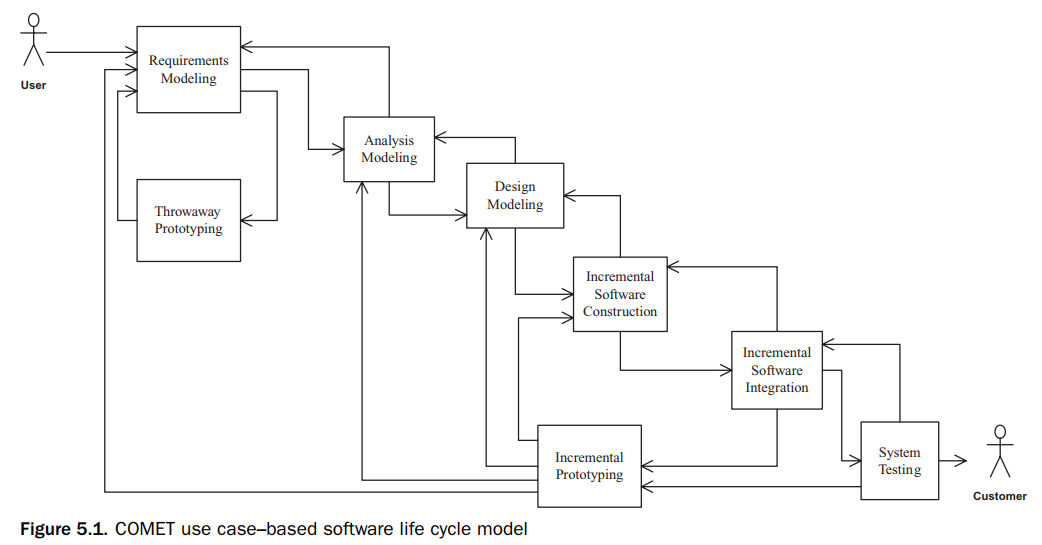 User
Requirements
Modeling
Analysis
Modeling
Throwaway
Prototyping
Design
Modeling
Incremental
Software
Construction
Incremental
Software
Integration
Incremental
Prototyping
System
Testing
Customer
Figure 5.1. COMET use case–based software life cycle model